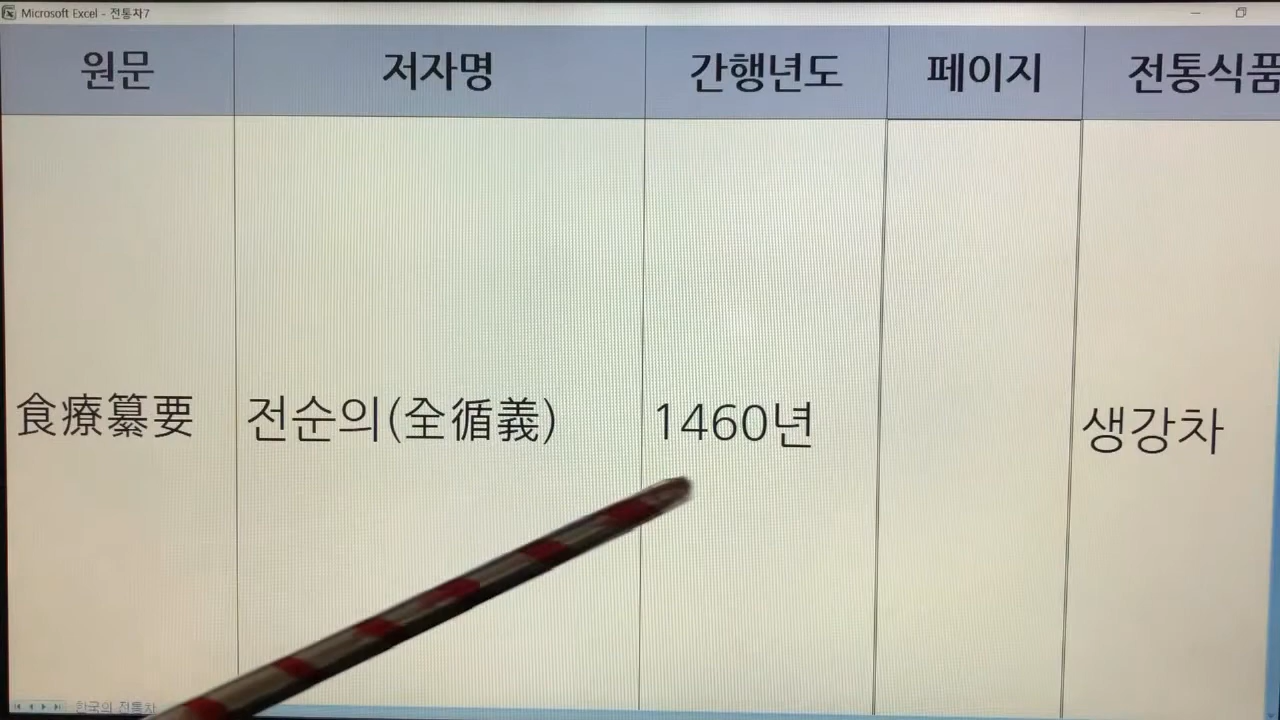 Microsoft Excel - 전통차7
원문 저자명 간행년도 페이지 전통식품
食療纂要 전순의(全循義) 1460년 생강차
한국의 전통차